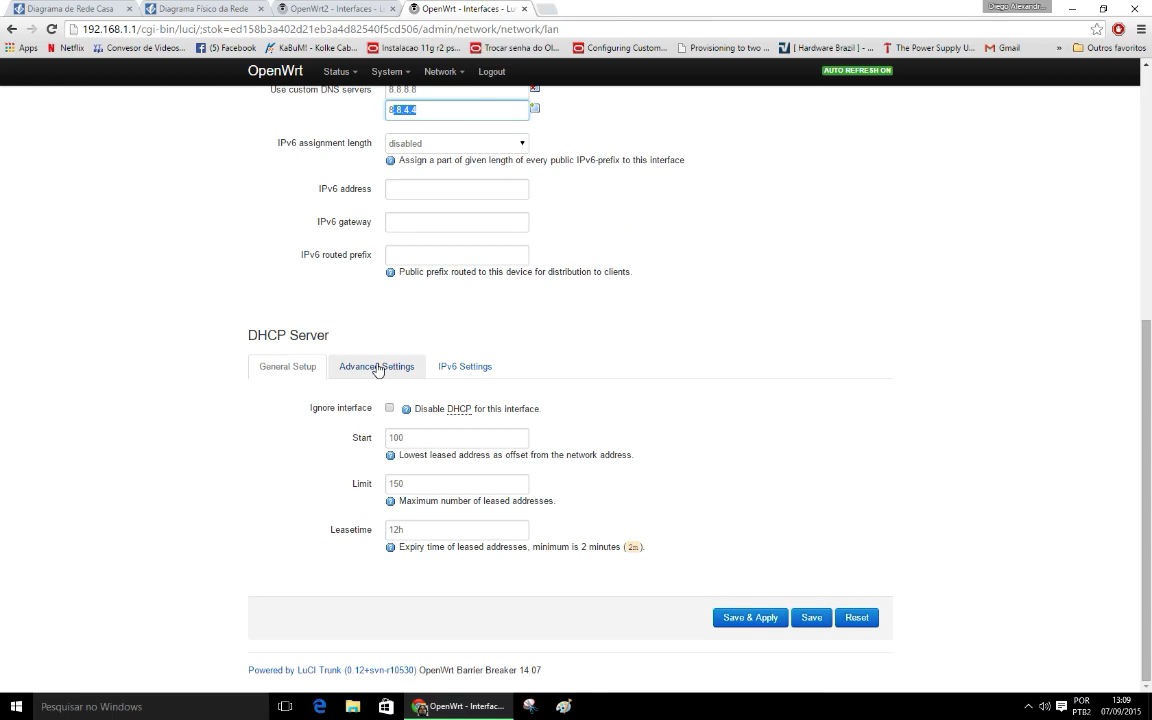 Diagrama de Rede Casa
Diagrama Físico da Rede
OpenWrt2 - Interfaces - L
OpenWrt - Interfaces - Lu
Diego Alexandr...
192.168.1.1/cgi-bin/luci/;stok=ed158b3a402d21eb3a4d82540f5cd506/admin/network/network/lan
Apps
Netflix
Convesor de Videos...
(5) Facebook
KaBuM! - Kolke Cab...
Instalacao 11g r2 ps...
Trocar senha do Ol...
Configuring Custom...
Provisioning to two ...
[ Hardware Brazil ] - ...
The Power Supply U...
Gmail
»
Outros favoritos
OpenWrt
Status
System
Network
Logout
AUTO REFRESH ON
Use custom DNS servers
8.8.8.8
8.8.4.4
IPv6 assignment length
disabled
Assign a part of given length of every public IPv6-prefix to this interface
IPv6 address
IPv6 gateway
IPv6 routed prefix
Public prefix routed to this device for distribution to clients.
DHCP Server
General Setup
Advanced Settings
IPv6 Settings
Ignore interface
Disable DHCP for this interface.
Start
100
Lowest leased address as offset from the network address.
Limit
150
Maximum number of leased addresses.
Leasetime
12h
Expiry time of leased addresses, minimum is 2 minutes (2m).
Save & Apply
Save
Reset
Powered by LuCI Trunk (0.12+svn-r10530) OpenWrt Barrier Breaker 14.07
Pesquisar no Windows
OpenWrt - Interfac...
POR
PTB2
13:09
07/09/2015